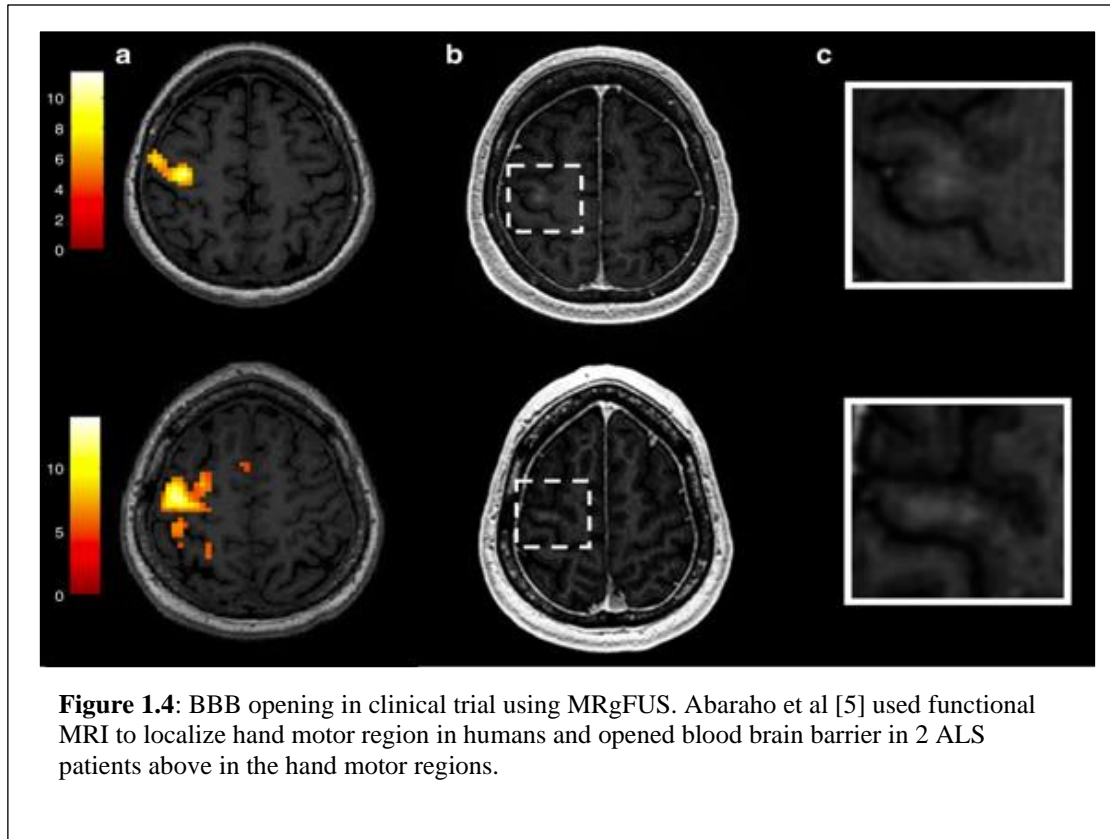 a
b
c
10
8
6
4
2
0
10
5
0
Figure 1.4: BBB opening in clinical trial using MRgFUS. Abaraho et al [5] used functional
MRI to localize hand motor region in humans and opened blood brain barrier in 2 ALS
patients above in the hand motor regions.